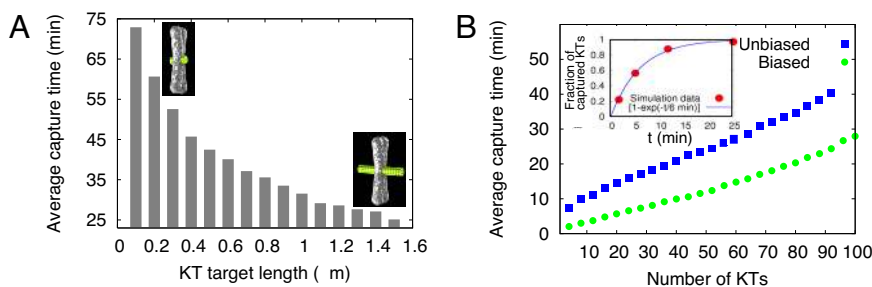 A
Average capture time (min)
75
65
55
45
35
25
0 0.2 0.4 0.6 0.8 1 1.2 1.4 1.6
KT target length ( m)
B
Average capture time (min)
50
40
30
20
10
0
10 20 30 40 50 60 70 80 90 100
Number of KTs
Unbiased
Biased
Fraction of
captured KTs
1
0.8
0.6
0.4
0.2
0
Simulation data
[1-exp(-t/6 min)]
0 5 10 15 20 25
t (min)